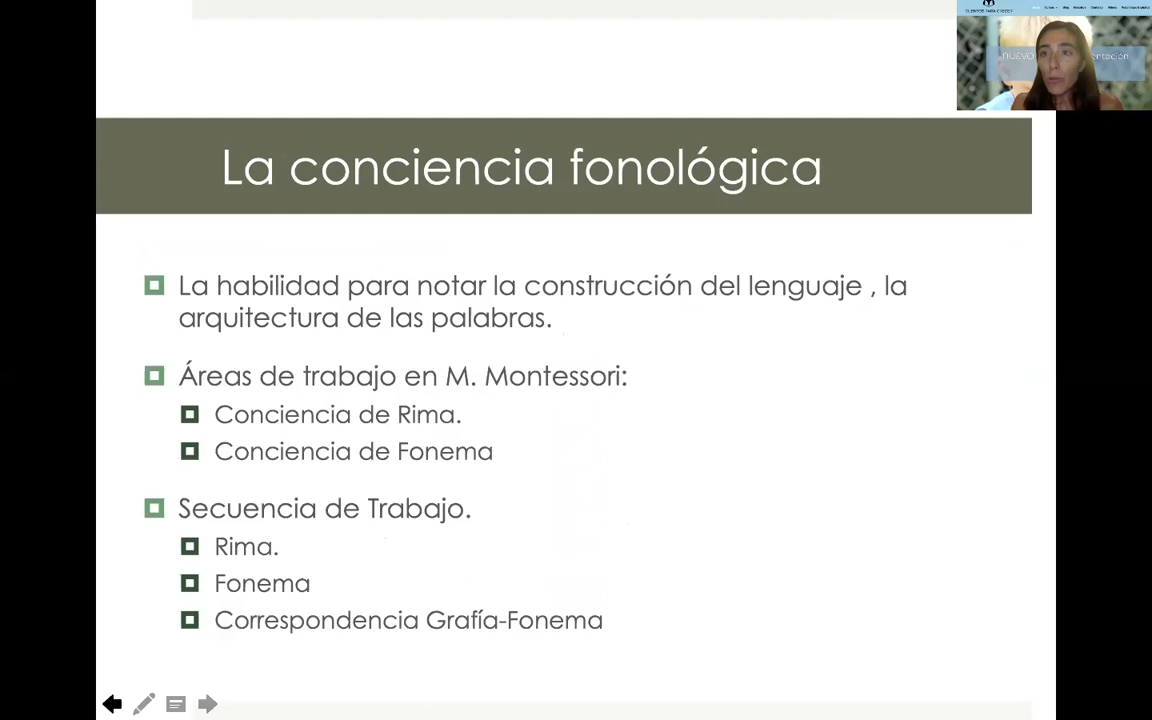 La conciencia fonológica
La habilidad para notar la construcción del lenguaje , la
arquitectura de las palabras.
Áreas de trabajo en M. Montessori:
Conciencia de Rima.
Conciencia de Fonema
Secuencia de Trabajo.
Rima.
Fonema
Correspondencia Grafía-Fonema
NUEVO